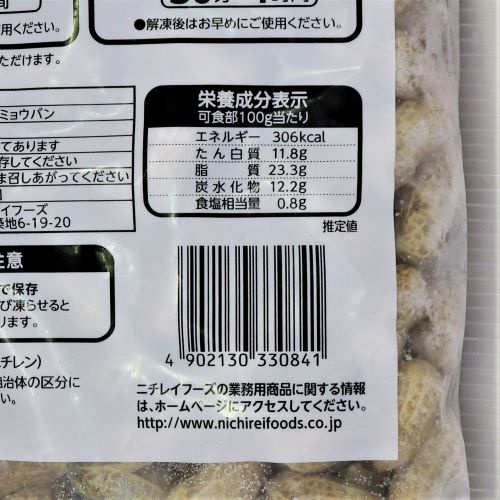 ●解凍後はお早めにご使用ください。
用ください。
ただけます。
ミョウバン
てあります
存してください
ま召しあがってください
イフーズ
築地6-19-20
栄養成分表示
可食部100g当たり
エネルギー 306kcal
たん白質 11.8g
脂質 23.3g
炭水化物 12.2g
食塩相当量 0.8g
推定値
注意
で保存
び凍らせると
ります。
エチレン)
自治体の区分に
い。
4 902130 330841
ニチレイフーズの業務用商品に関する情報
は、ホームページにアクセスしてください。
http://www.nichireifoods.co.jp